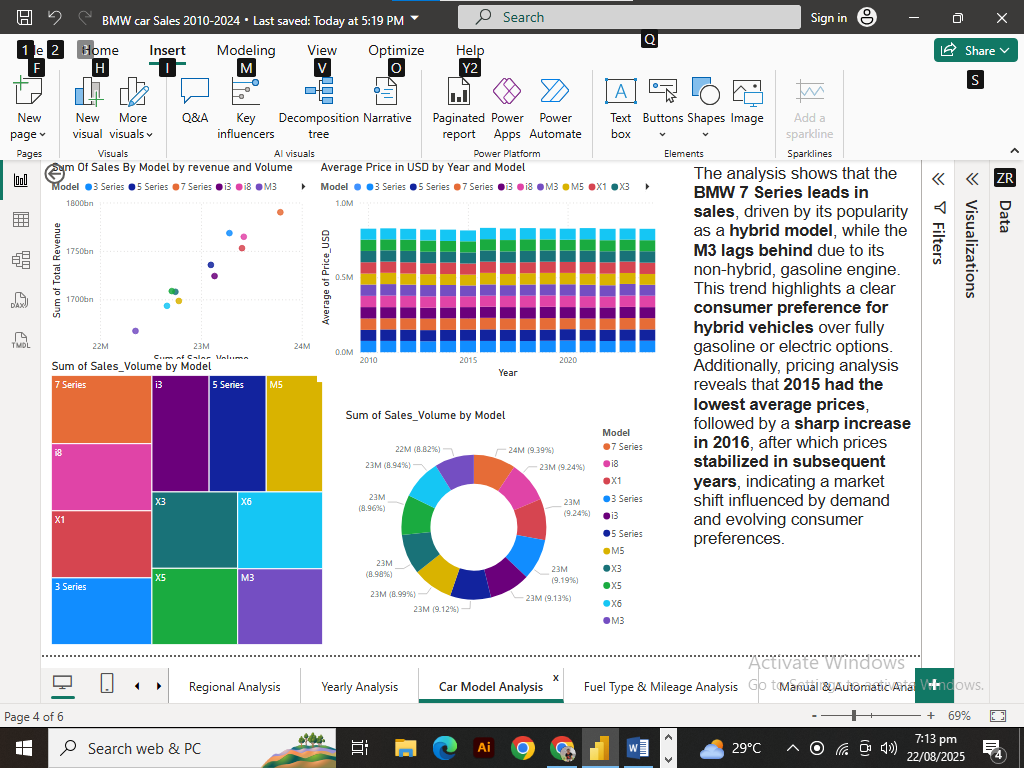 BMW car Sales 2010-2024 • Last saved: Today at 5:19 PM
Search
Sign in
1 le 2 Home Insert Modeling View Optimize Help
Share
F H I M V O Y2 Q S
New page
New visual
More visuals
Q&A
Key influencers
Decomposition tree
Narrative
Paginated report
Power Apps
Power Automate
Text box
Buttons
Shapes
Image
Add a sparkline
Pages
Visuals
AI visuals
Power Platform
Elements
Sparklines
DAX
TMDL
Sum Of Sales By Model by revenue and Volume
Model 3 Series 5 Series 7 Series i3 i8 M3
Sum of Total Revenue
1800bn
1750bn
1700bn
22M 23M 24M
Sum of Sales_Volume
Average Price in USD by Year and Model
Model 3 Series 5 Series 7 Series i3 i8 M3 M5 X1 X3
Average of Price_USD
1.0M
0.5M
0.0M
2010 2015 2020
Year
Sum of Sales_Volume by Model
7 Series
i3
5 Series
M5
i8
X3
X6
X1
X5
M3
3 Series
Sum of Sales_Volume by Model
24M (9.39%)
23M (9.24%)
23M (9.24%)
23M (9.19%)
23M (9.13%)
23M (9.12%)
23M (8.99%)
23M (8.98%)
23M (8.96%)
23M (8.94%)
22M (8.82%)
Model
7 Series
i8
X1
3 Series
i3
5 Series
M5
X3
X5
X6
M3
The analysis shows that the
BMW 7 Series leads in
sales, driven by its popularity
as a hybrid model, while the
M3 lags behind due to its
non-hybrid, gasoline engine.
This trend highlights a clear
consumer preference for
hybrid vehicles over fully
gasoline or electric options.
Additionally, pricing analysis
reveals that 2015 had the
lowest average prices,
followed by a sharp increase
in 2016, after which prices
stabilized in subsequent
years, indicating a market
shift influenced by demand
and evolving consumer
preferences.
Filters
Visualizations
ZR
Data
Activate Windows
Go to Settings to activate Windows.
Regional Analysis
Yearly Analysis
Car Model Analysis x
Fuel Type & Mileage Analysis
Manual & Automatic Anal
+
Page 4 of 6
- + 69%
Search web & PC
Ai
W
29°C
7:13 pm
22/08/2025
4